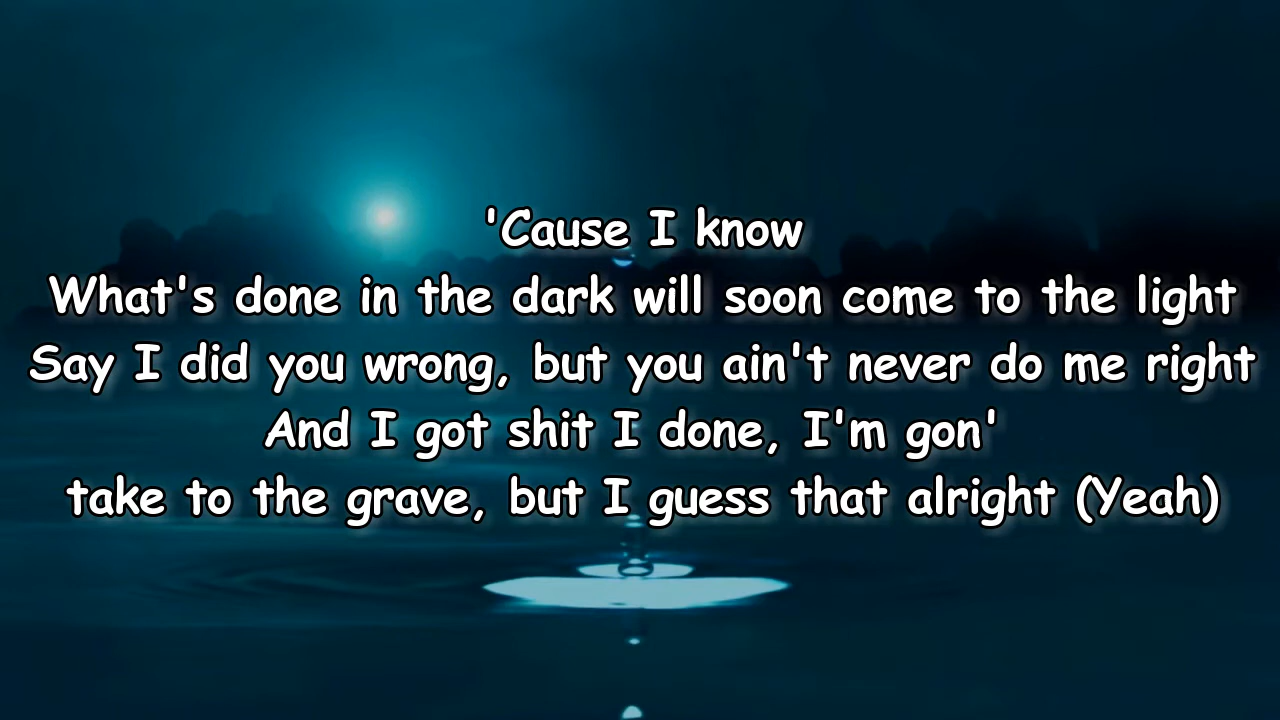 'Cause I know
What's done in the dark will soon come to the light
Say I did you wrong, but you ain't never do me right
And I got shit I done, I'm gon'
take to the grave, but I guess that alright (Yeah)